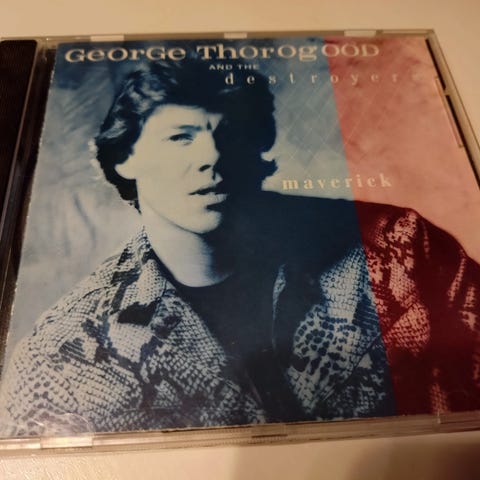 GEORGE THOROGOOD
AND THE
destroyers
maverick